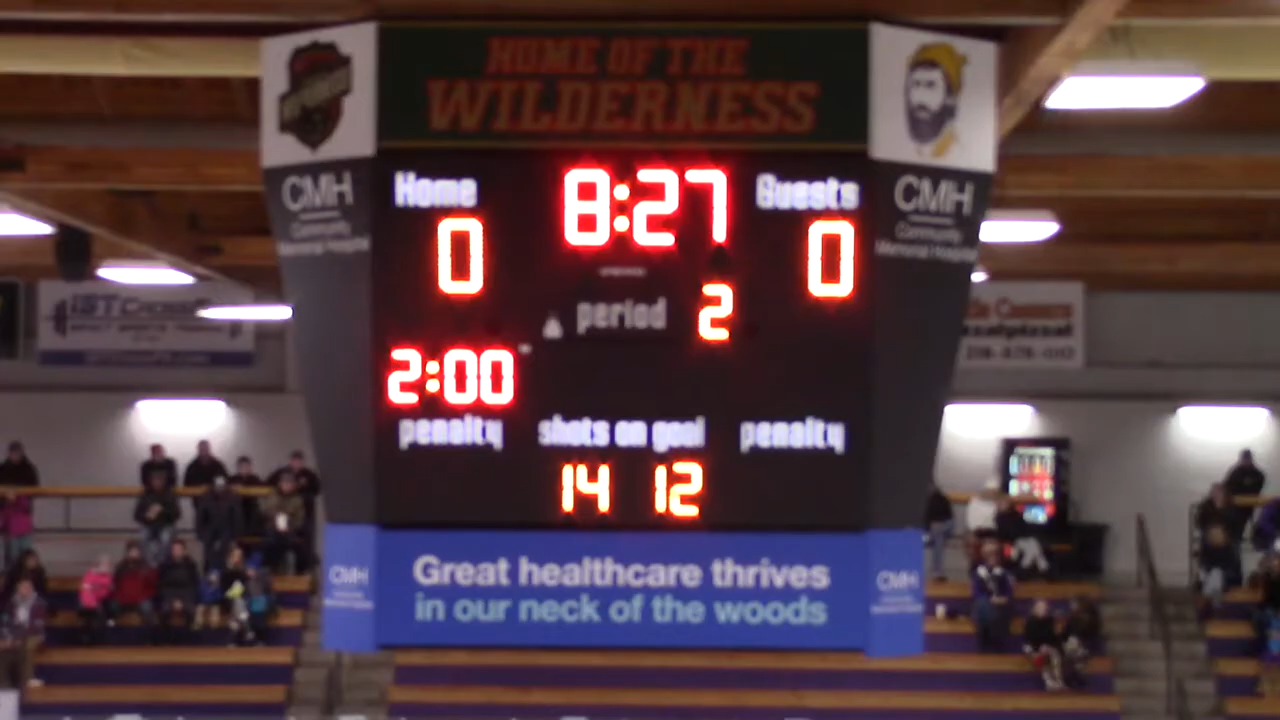 HOME OF THE
WILDERNESS
Home
8:27
Guests
0
0
period
2
2:00
penalty
shots on goal
penalty
14 12
CMH
Community
Memorial Hospital
CMH
Community
Memorial Hospital
Great healthcare thrives
in our neck of the woods
CMH
CMH